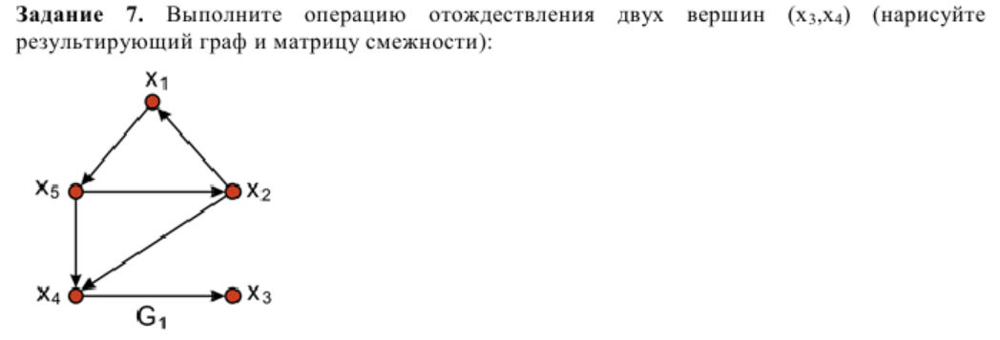 Задание 7. Выполните операцию отождествления двух вершин (x₃,x₄) (нарисуйте
результирующий граф и матрицу смежности):
x₁
x₅
x₂
x₄
x₃
G₁